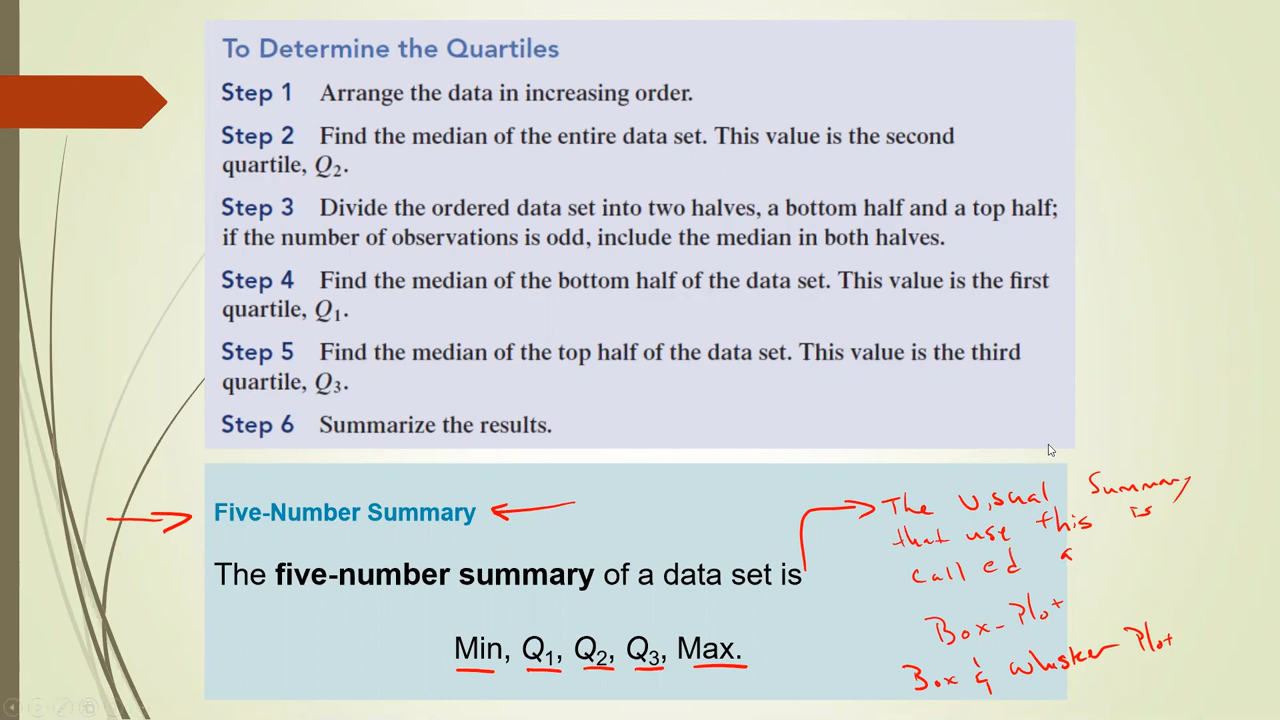 To Determine the Quartiles
Step 1 Arrange the data in increasing order.
Step 2 Find the median of the entire data set. This value is the second
quartile, Q₂.
Step 3 Divide the ordered data set into two halves, a bottom half and a top half;
if the number of observations is odd, include the median in both halves.
Step 4 Find the median of the bottom half of the data set. This value is the first
quartile, Q₁.
Step 5 Find the median of the top half of the data set. This value is the third
quartile, Q₃.
Step 6 Summarize the results.
Five-Number Summary
The five-number summary of a data set is
Min, Q₁, Q₂, Q₃, Max.
The visual Summary
that use this is
called a
Box-Plot
Box & Whisker Plot